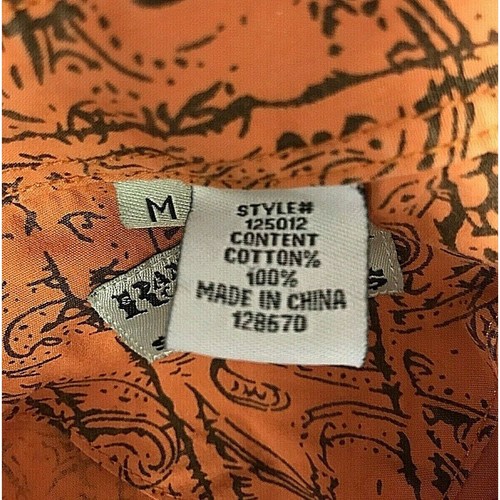 M
STYLE#
125012
CONTENT
COTTON%
100%
MADE IN CHINA
128670